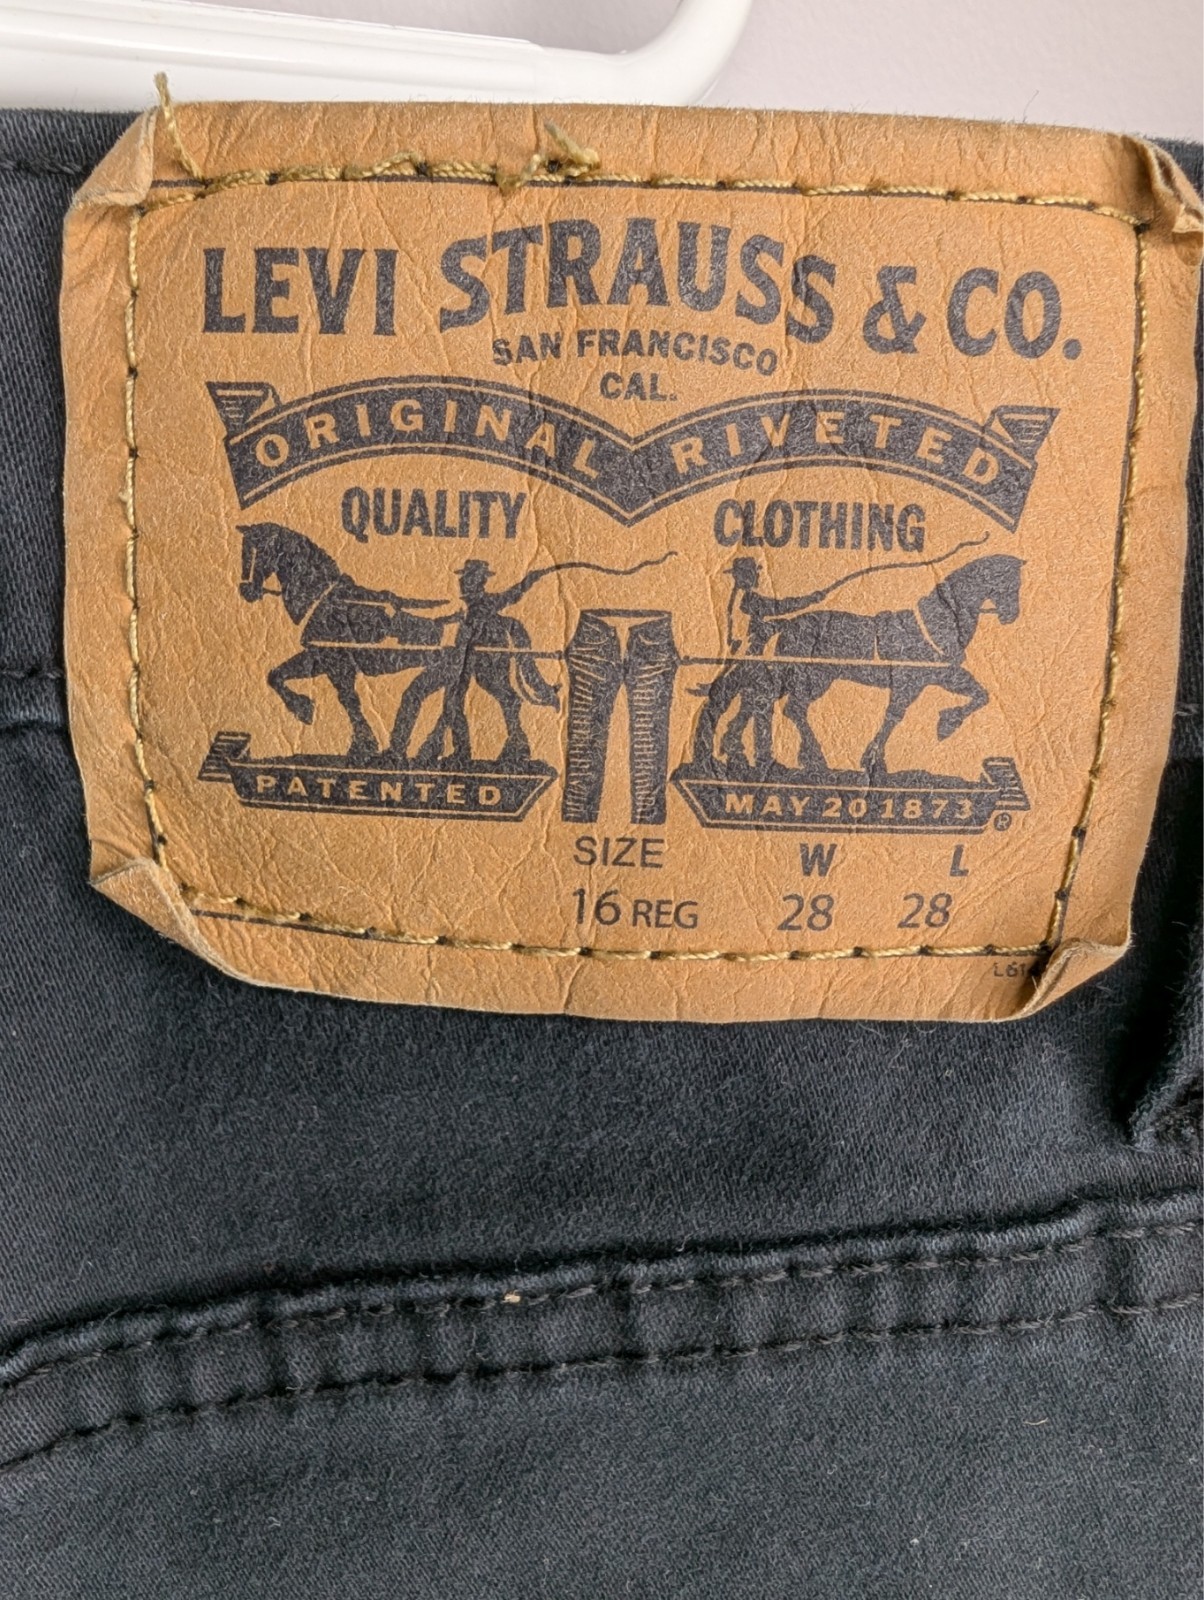 LEVI STRAUSS & CO.
SAN FRANCISCO
CAL.
ORIGINAL RIVETED
QUALITY CLOTHING
PATENTED MAY 20 1873 ®
SIZE W L
16 REG 28 28